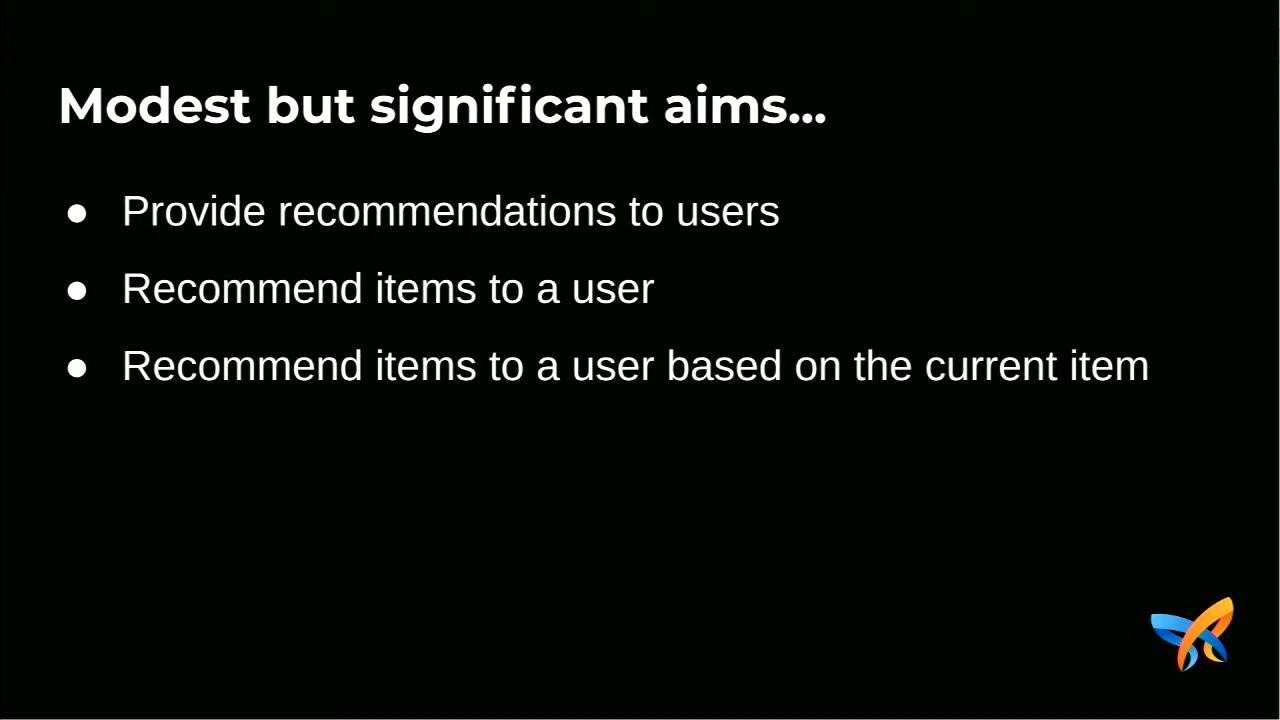 Modest but significant aims...
● Provide recommendations to users
● Recommend items to a user
● Recommend items to a user based on the current item